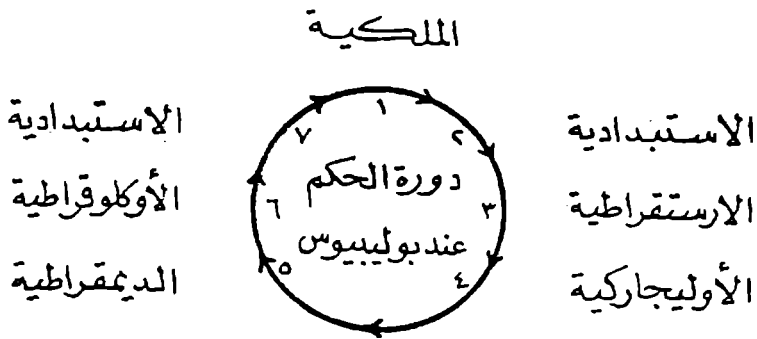 الملكية
١
الاستبدادية
٢
الارستقراطية
٣
الأوليجاركية
٤
الديمقراطية
٥
الأوكلوقراطية
٦
الاستبدادية
٧
دورة الحكم
عند بوليبيوس